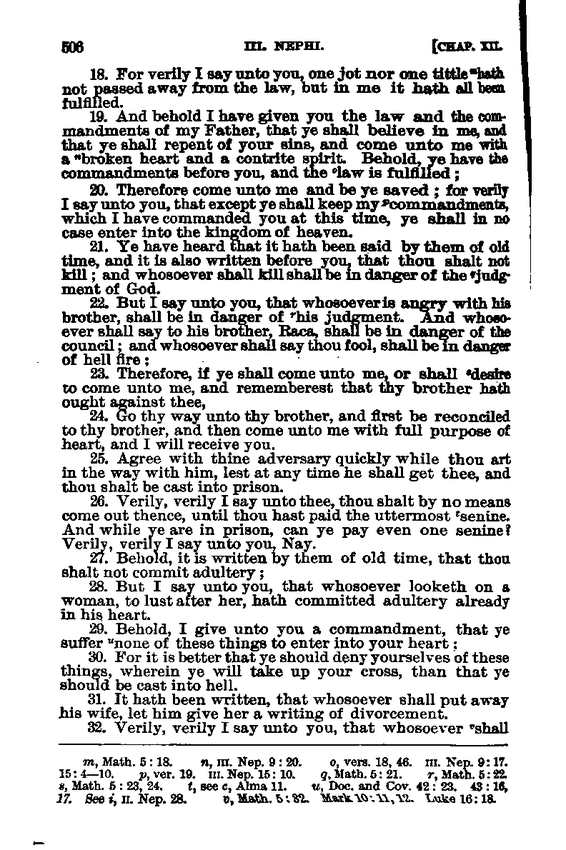 506 III. NEPHI. [CHAP. XII.
18. For verily I say unto you, one jot nor one tittle ᵐhath
not passed away from the law, but in me it hath all been
fulfilled.
19. And behold I have given you the law and the com-
mandments of my Father, that ye shall believe in me, and
that ye shall repent of your sins, and come unto me with
a ⁿbroken heart and a contrite spirit. Behold, ye have the
commandments before you, and the ᵒlaw is fulfilled;
20. Therefore come unto me and be ye saved; for verily
I say unto you, that except ye shall keep my ᵖcommandments,
which I have commanded you at this time, ye shall in no
case enter into the kingdom of heaven.
21. Ye have heard that it hath been said by them of old
time, and it is also written before you, that thou shalt not
kill; and whosoever shall kill shall be in danger of the qjudg-
ment of God.
22. But I say unto you, that whosoever is angry with his
brother, shall be in danger of ʳhis judgment. And whoso-
ever shall say to his brother, Raca, shall be in danger of the
council; and whosoever shall say thou fool, shall be in danger
of hell fire:
23. Therefore, if ye shall come unto me, or shall ˢdesire
to come unto me, and rememberest that thy brother hath
ought against thee,
24. Go thy way unto thy brother, and first be reconciled
to thy brother, and then come unto me with full purpose of
heart, and I will receive you.
25. Agree with thine adversary quickly while thou art
in the way with him, lest at any time he shall get thee, and
thou shalt be cast into prison.
26. Verily, verily I say unto thee, thou shalt by no means
come out thence, until thou hast paid the uttermost ᵗsenine.
And while ye are in prison, can ye pay even one senine?
Verily, verily I say unto you, Nay.
27. Behold, it is written by them of old time, that thou
shalt not commit adultery;
28. But I say unto you, that whosoever looketh on a
woman, to lust after her, hath committed adultery already
in his heart.
29. Behold, I give unto you a commandment, that ye
suffer ᵘnone of these things to enter into your heart;
30. For it is better that ye should deny yourselves of these
things, wherein ye will take up your cross, than that ye
should be cast into hell.
31. It hath been written, that whosoever shall put away
his wife, let him give her a writing of divorcement.
32. Verily, verily I say unto you, that whosoever ᵛshall
m, Math. 5:18. n, III. Nep. 9:20. o, vers. 18, 46. III. Nep. 9:17.
15:4—10. p, ver. 19. III. Nep. 15:10. q, Math. 5:21. r, Math. 5:22.
s, Math. 5:23, 24. t, see c, Alma 11. u, Doc. and Cov. 42:23. 43:16,
17. See i, II. Nep. 28. v, Math. 5:32. Mark 10:11, 12. Luke 16:18.